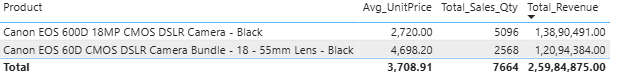 Product Avg_UnitPrice Total_Sales_Qty Total_Revenue
Canon EOS 600D 18MP CMOS DSLR Camera - Black 2,720.00 5096 1,38,90,491.00
Canon EOS 60D CMOS DSLR Camera Bundle - 18 - 55mm Lens - Black 4,698.20 2568 1,20,94,384.00
Total 3,708.91 7664 2,59,84,875.00